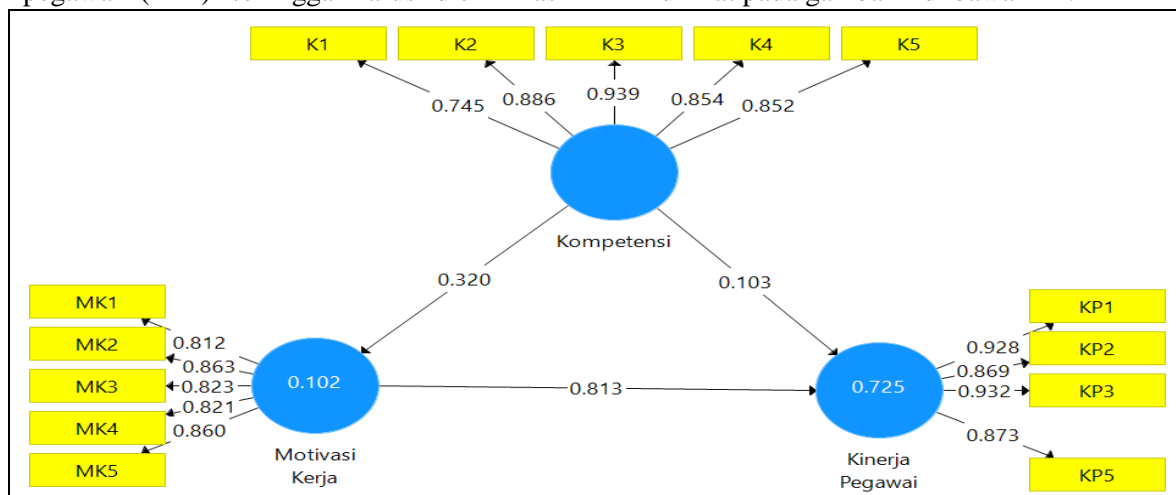 K1 K2 K3 K4 K5
0.745 0.886 0.939 0.854 0.852
Kompetensi
0.320 0.103
MK1
MK2
MK3
MK4
MK5
0.812
0.863
0.823
0.821
0.860
0.102
Motivasi
Kerja
0.813
0.725
Kinerja
Pegawai
0.928
0.869
0.932
0.873
KP1
KP2
KP3
KP5